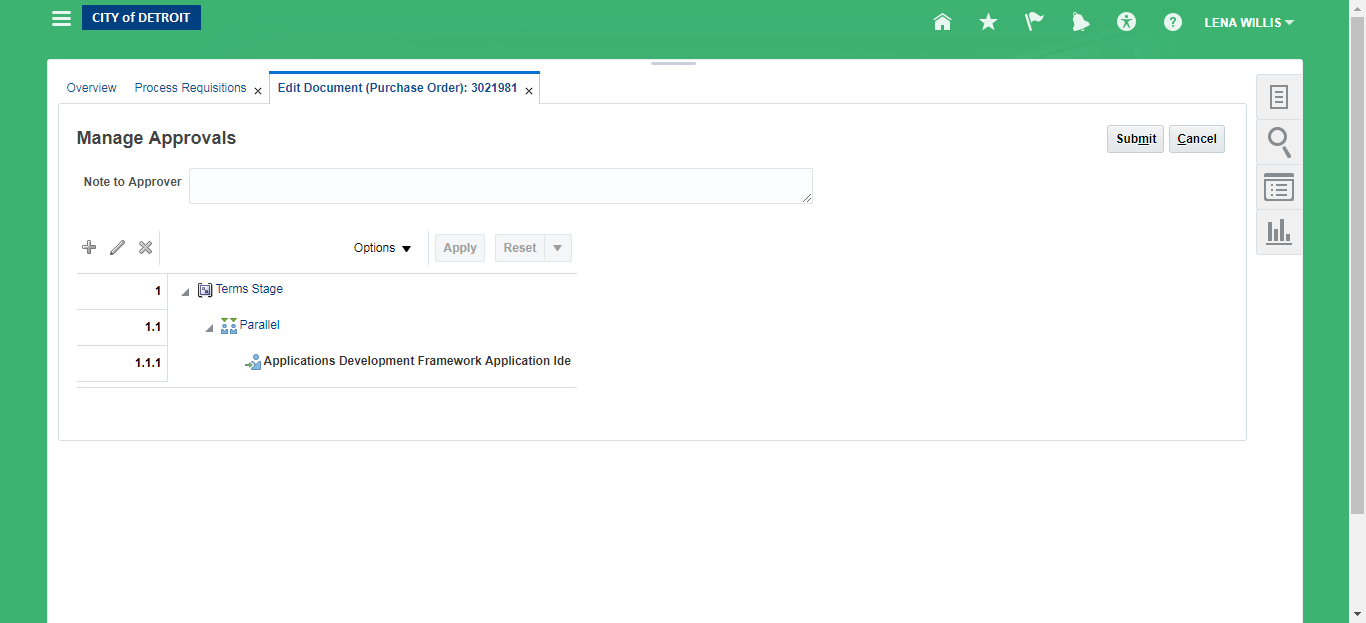 CITY of DETROIT
LENA WILLIS
Overview Process Requisitions Edit Document (Purchase Order): 3021981
Manage Approvals
Submit Cancel
Note to Approver
Options Apply Reset
1 Terms Stage
1.1 Parallel
1.1.1 Applications Development Framework Application Ide